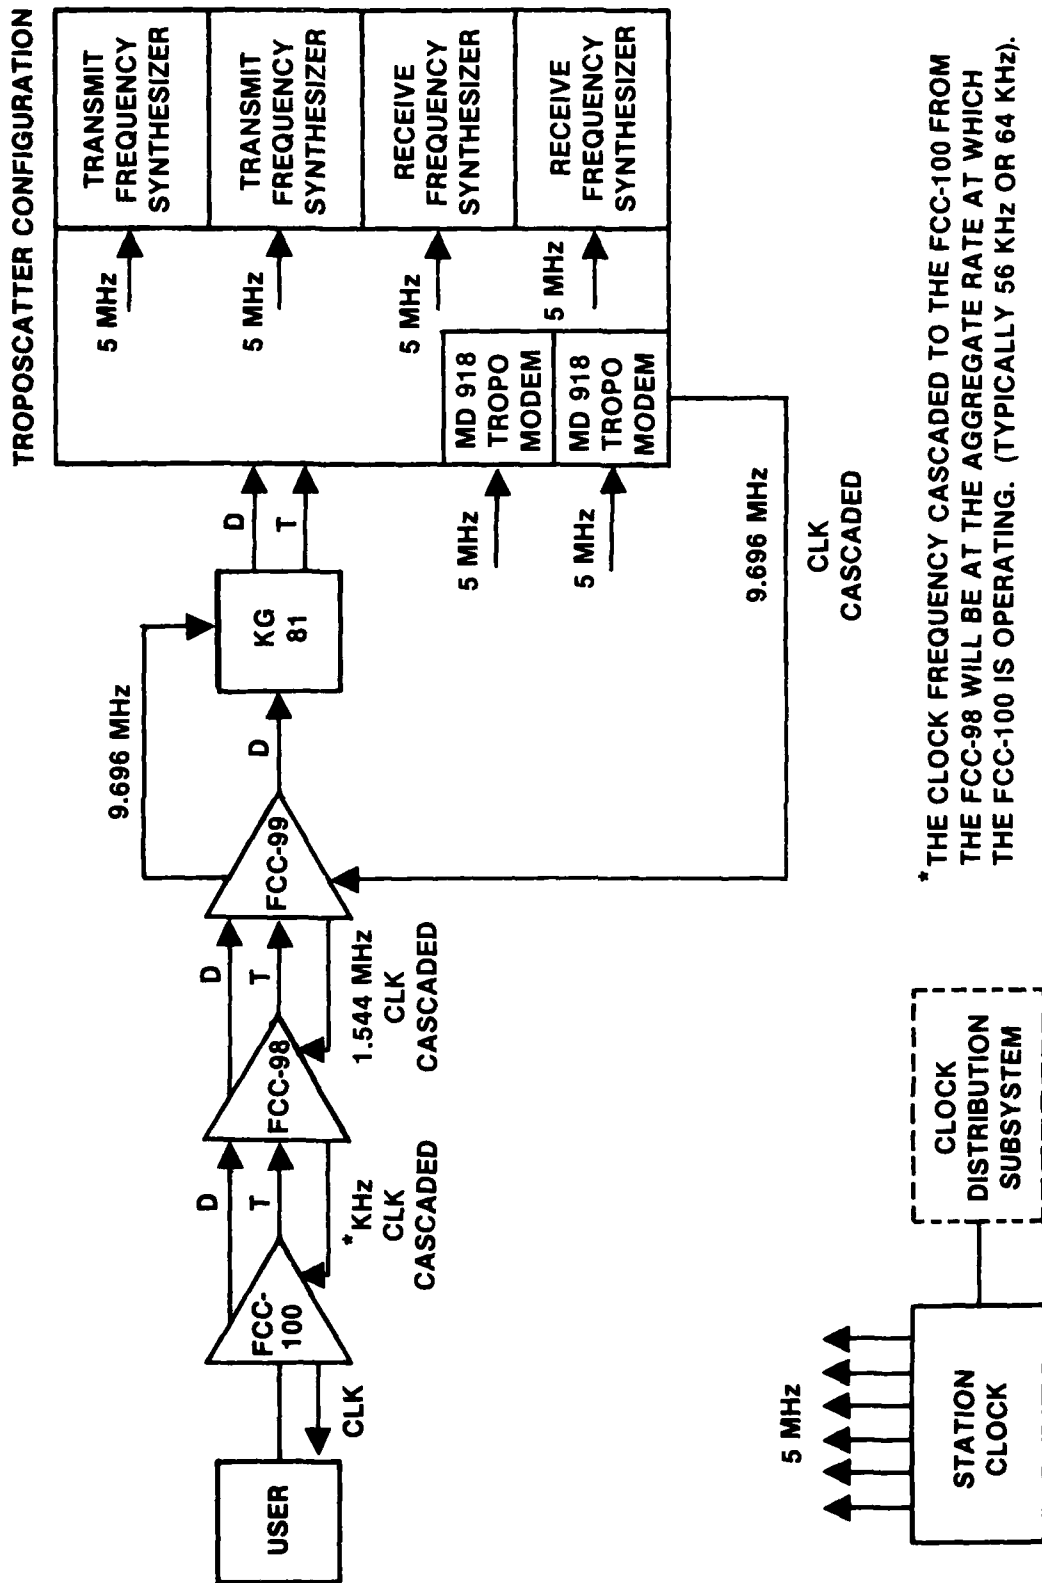 TROPOSCATTER CONFIGURATION
USER
CLK
FCC-
100
D
T
*KHz
CLK
CASCADED
FCC-98
D
T
1.544 MHz
CLK
CASCADED
FCC-99
9.696 MHz
D
KG
81
D
T
5 MHz
5 MHz
MD 918
TROPO
MODEM
MD 918
TROPO
MODEM
5 MHz
TRANSMIT
FREQUENCY
SYNTHESIZER
5 MHz
TRANSMIT
FREQUENCY
SYNTHESIZER
5 MHz
RECEIVE
FREQUENCY
SYNTHESIZER
5 MHz
RECEIVE
FREQUENCY
SYNTHESIZER
9.696 MHz
CLK
CASCADED
5 MHz
STATION
CLOCK
CLOCK
DISTRIBUTION
SUBSYSTEM
*THE CLOCK FREQUENCY CASCADED TO THE FCC-100 FROM
THE FCC-98 WILL BE AT THE AGGREGATE RATE AT WHICH
THE FCC-100 IS OPERATING. (TYPICALLY 56 KHz OR 64 KHz).